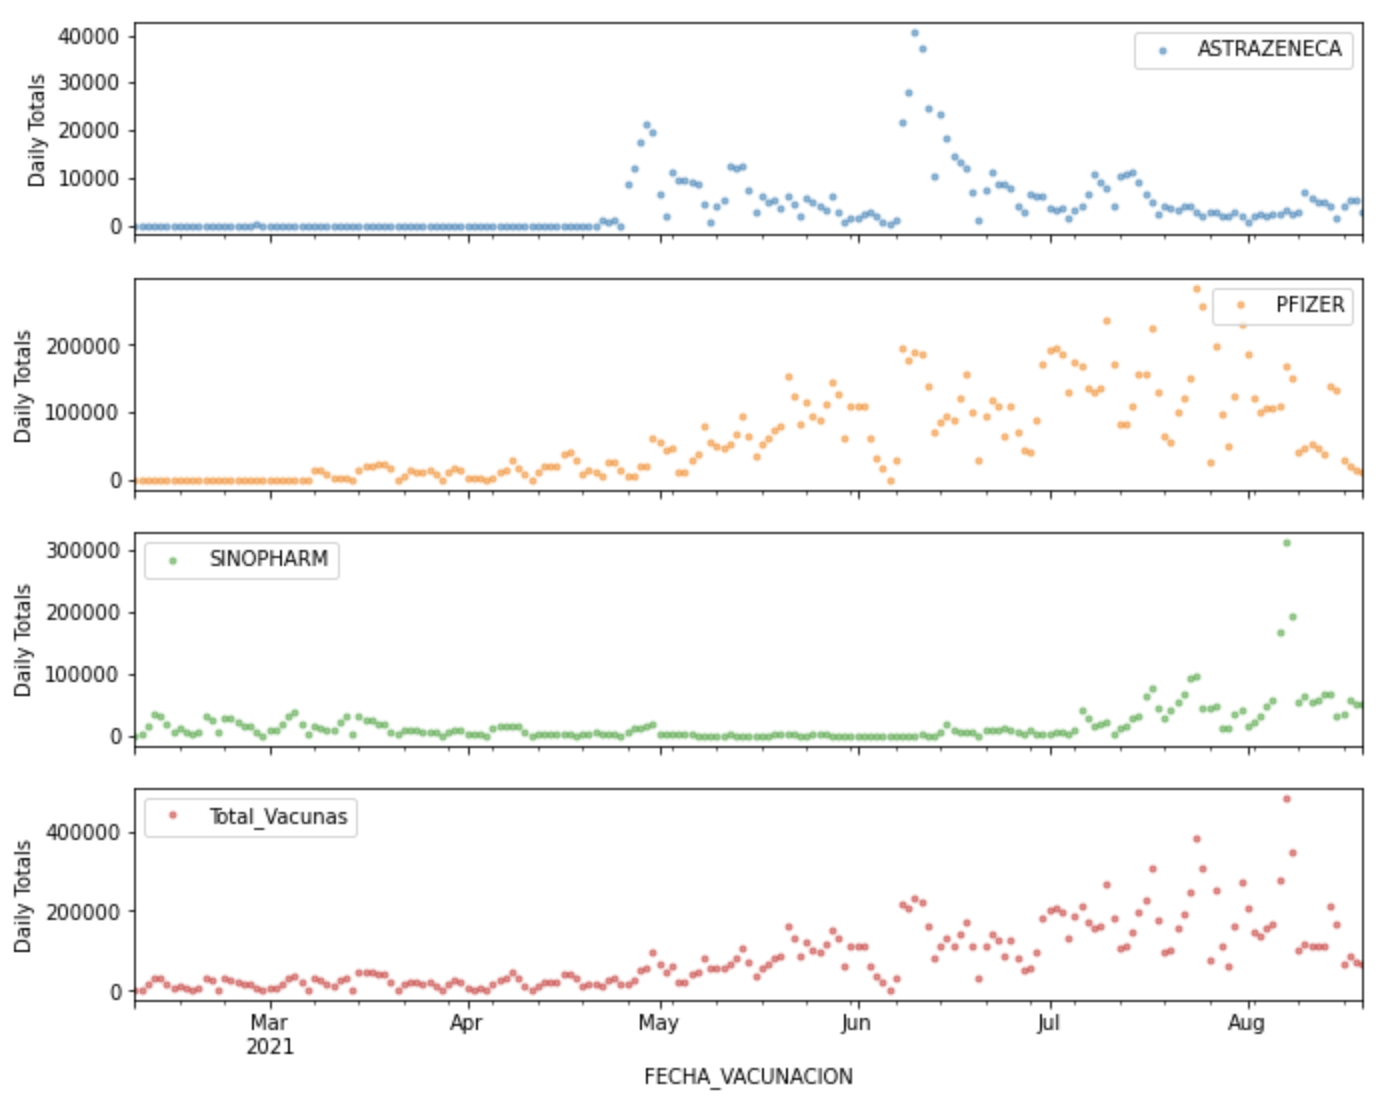 40000
30000
20000
10000
0
Daily Totals
ASTRAZENECA
200000
100000
0
Daily Totals
PFIZER
300000
200000
100000
0
Daily Totals
SINOPHARM
400000
200000
0
Daily Totals
Total_Vacunas
Mar Apr May Jun Jul Aug
2021
FECHA_VACUNACION